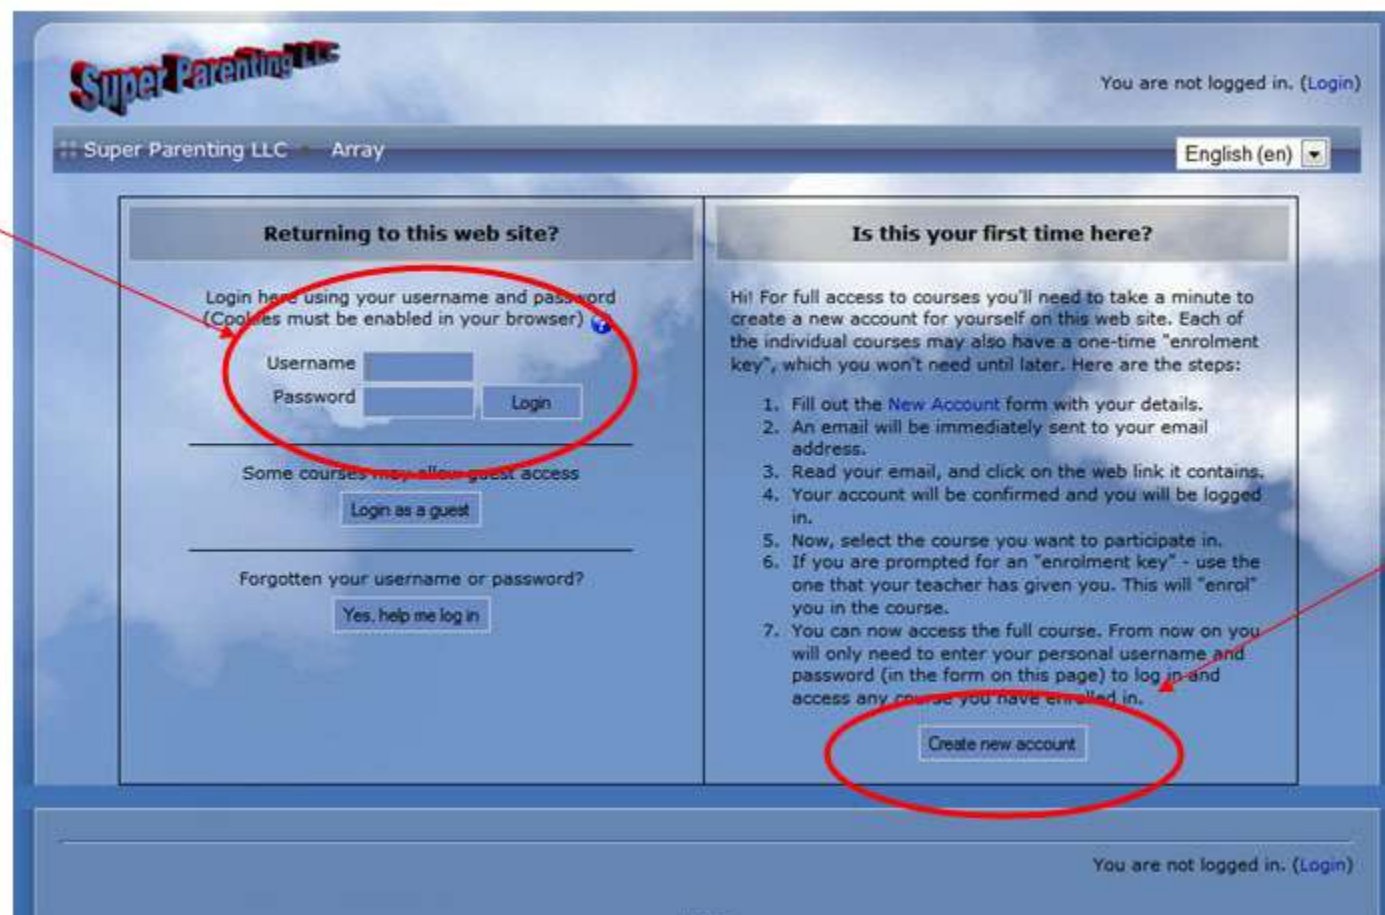 Super Parenting LLC
You are not logged in. (Login)
Super Parenting LLC
Array
English (en)
Returning to this web site?
Login here using your username and password
(Cookies must be enabled in your browser) ?
Username
Password
Login
Some courses may allow guest access
Login as a guest
Forgotten your username or password?
Yes, help me log in
Is this your first time here?
Hi! For full access to courses you'll need to take a minute to
create a new account for yourself on this web site. Each of
the individual courses may also have a one-time "enrolment
key", which you won't need until later. Here are the steps:
1. Fill out the New Account form with your details.
2. An email will be immediately sent to your email
address.
3. Read your email, and click on the web link it contains.
4. Your account will be confirmed and you will be logged
in.
5. Now, select the course you want to participate in.
6. If you are prompted for an "enrolment key" - use the
one that your teacher has given you. This will "enrol"
you in the course.
7. You can now access the full course. From now on you
will only need to enter your personal username and
password (in the form on this page) to log in and
access any course you have enrolled in.
Create new account
You are not logged in. (Login)